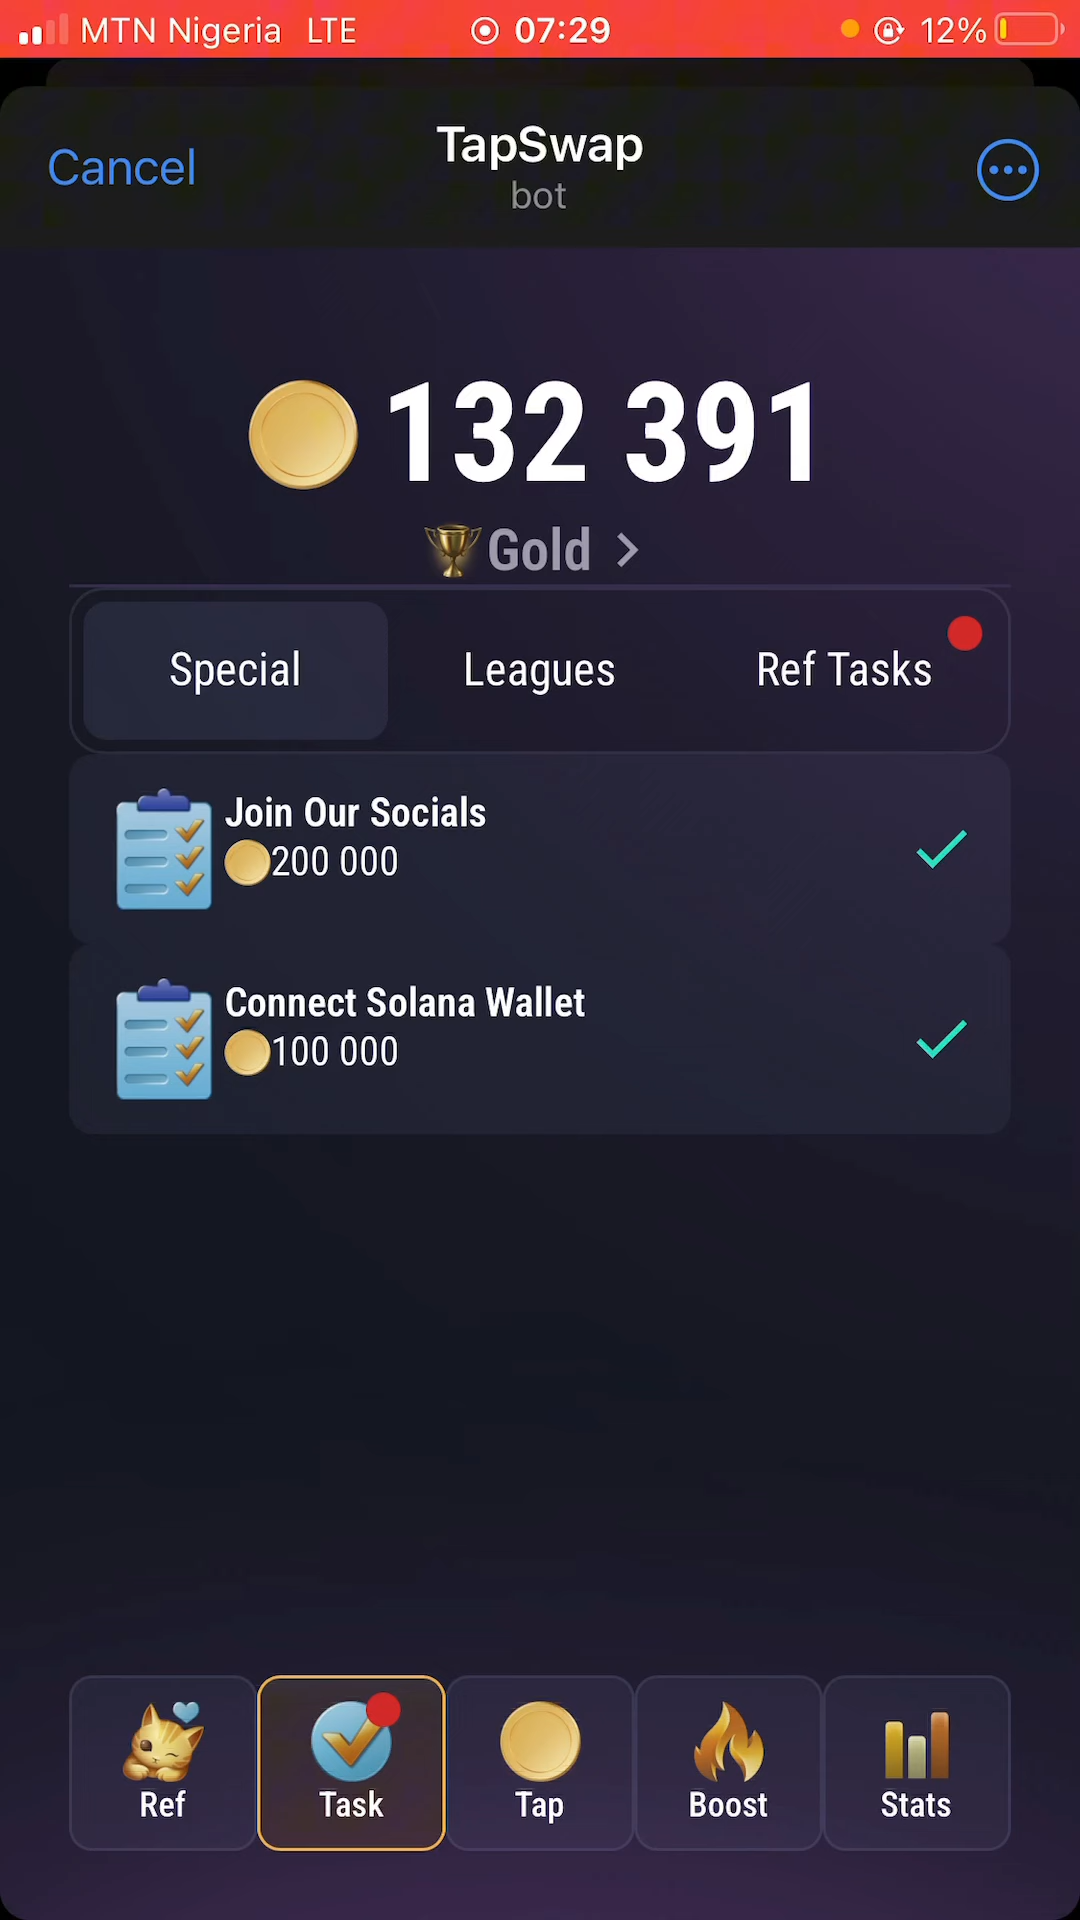 MTN Nigeria LTE 07:29 12%
Cancel
TapSwap
bot
132 391
Gold
Special Leagues Ref Tasks
Join Our Socials
200 000
Connect Solana Wallet
100 000
Ref Task Tap Boost Stats